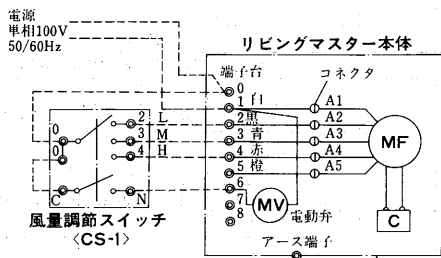 電源
単相100V
50/60Hz
リビングマスター本体
端子台
コネクタ
0
1 白 A1
2 黒 A2
3 青 A3
4 赤 A4
5 橙 A5
6
7
8
MF
MV
電動弁
C
アース端子
0
0
C
2 L
3 M
4 H
N
風量調節スイッチ
<CS-1>